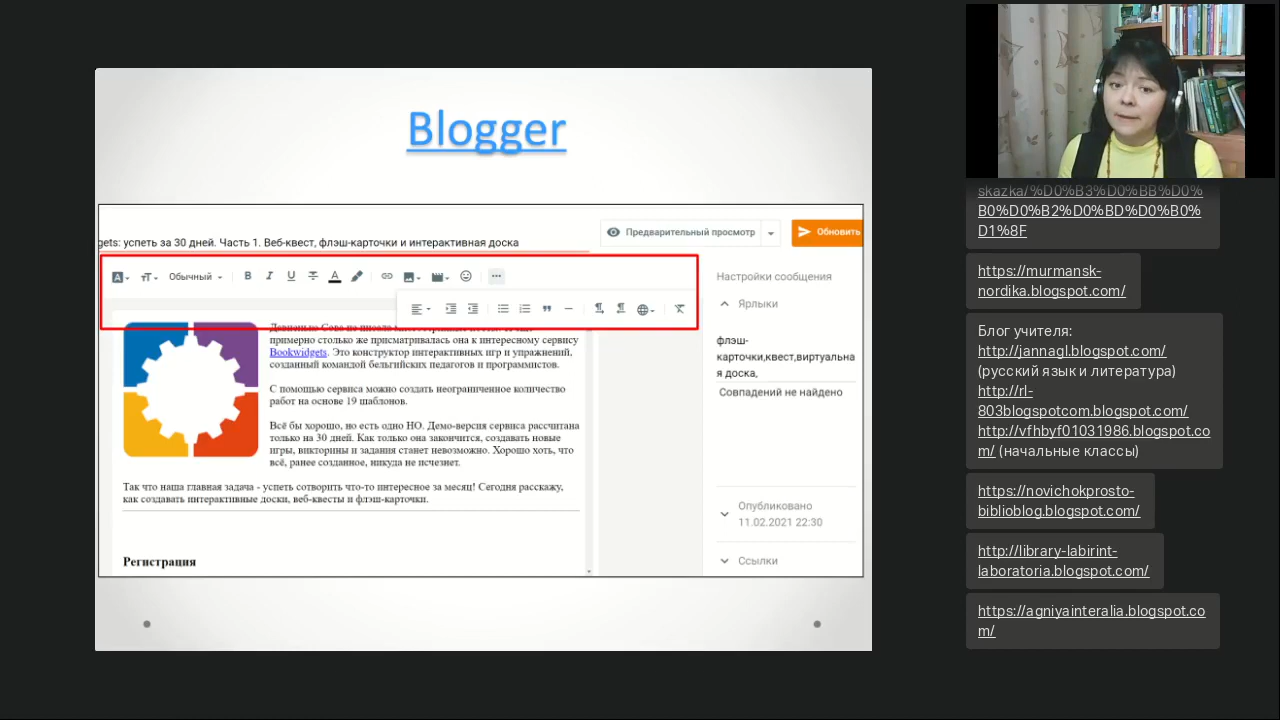 Blogger
gets: успеть за 30 дней. Часть 1. Веб-квест, флэш-карточки и интерактивная доска
Предварительный просмотр
Обновить
Обычный
B I U
Bookwidgets
примерно столько же присматривалась она к интересному сервису
Bookwidgets. Это конструктор интерактивных игр и упражнений,
созданный командой бельгийских педагогов и программистов.
С помощью сервиса можно создать неограниченное количество
работ на основе 19 шаблонов.
Всё бы хорошо, но есть одно НО. Демо-версия сервиса рассчитана
только на 30 дней. Как только она закончится, создавать новые
игры, викторины и задания станет невозможно. Хорошо хоть, что
всё, ранее созданное, никуда не исчезнет.
Так что наша главная задача - успеть сотворить что-то интересное за месяц! Сегодня расскажу,
как создавать интерактивные доски, веб-квесты и флэш-карточки.
Регистрация
Настройки сообщения
Ярлыки
флэш-
карточки,квест,виртуальна
я доска,
Совпадений не найдено
Опубликовано
11.02.2021 22:30
Ссылки
skazka/%D0%B3%D0%BB%D0%
B0%D0%B2%D0%BD%D0%B0%
D1%8F
https://murmansk-
nordika.blogspot.com/
Блог учителя:
http://jannagl.blogspot.com/
(русский язык и литература)
http://rl-
803blogspotcom.blogspot.com/
http://vfhbyf01031986.blogspot.co
m/ (начальные классы)
https://novichokprosto-
biblioblog.blogspot.com/
http://library-labirint-
laboratoria.blogspot.com/
https://agniyainteralia.blogspot.co
m/